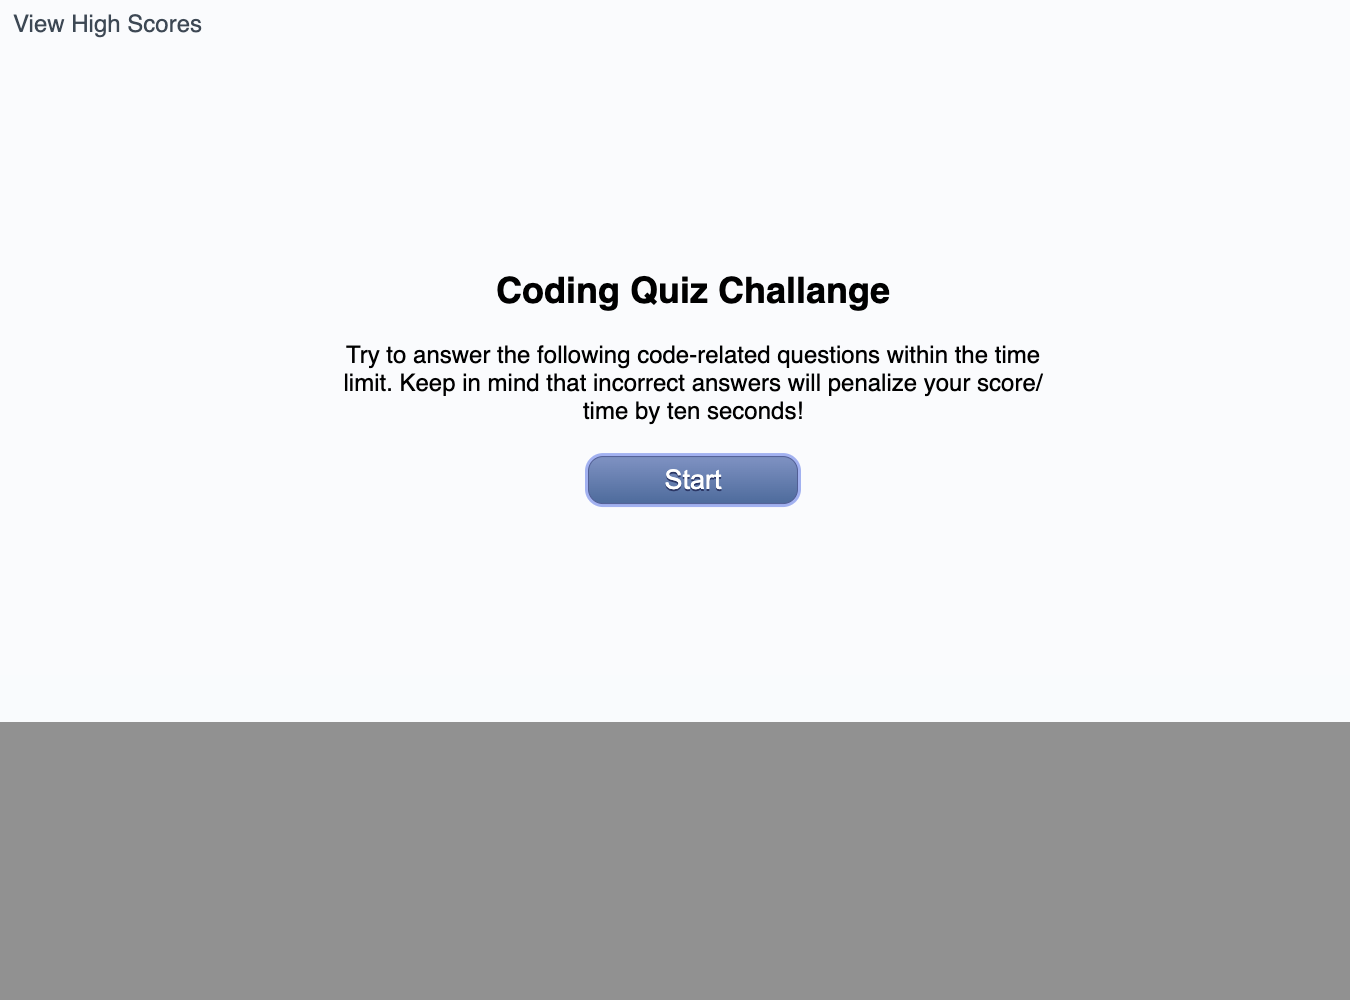 View High Scores
Coding Quiz Challange
Try to answer the following code-related questions within the time
limit. Keep in mind that incorrect answers will penalize your score/
time by ten seconds!
Start